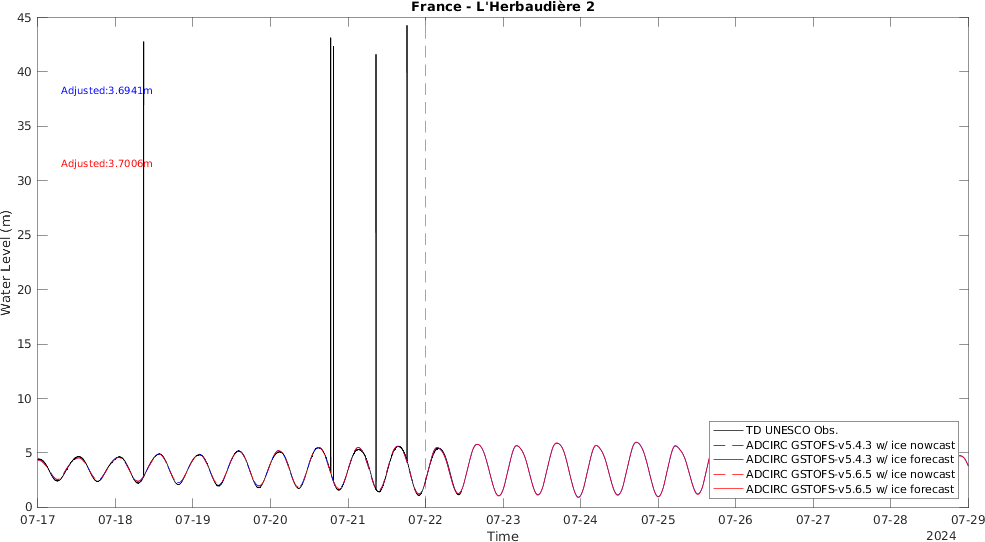 France - L'Herbaudière 2
Water Level (m)
45
40
35
30
25
20
15
10
5
0
Adjusted:3.6941m
Adjusted:3.7006m
TD UNESCO Obs.
ADCIRC GSTOFS-v5.4.3 w/ ice nowcast
ADCIRC GSTOFS-v5.4.3 w/ ice forecast
ADCIRC GSTOFS-v5.6.5 w/ ice nowcast
ADCIRC GSTOFS-v5.6.5 w/ ice forecast
07-17 07-18 07-19 07-20 07-21 07-22 07-23 07-24 07-25 07-26 07-27 07-28 07-29
Time
2024